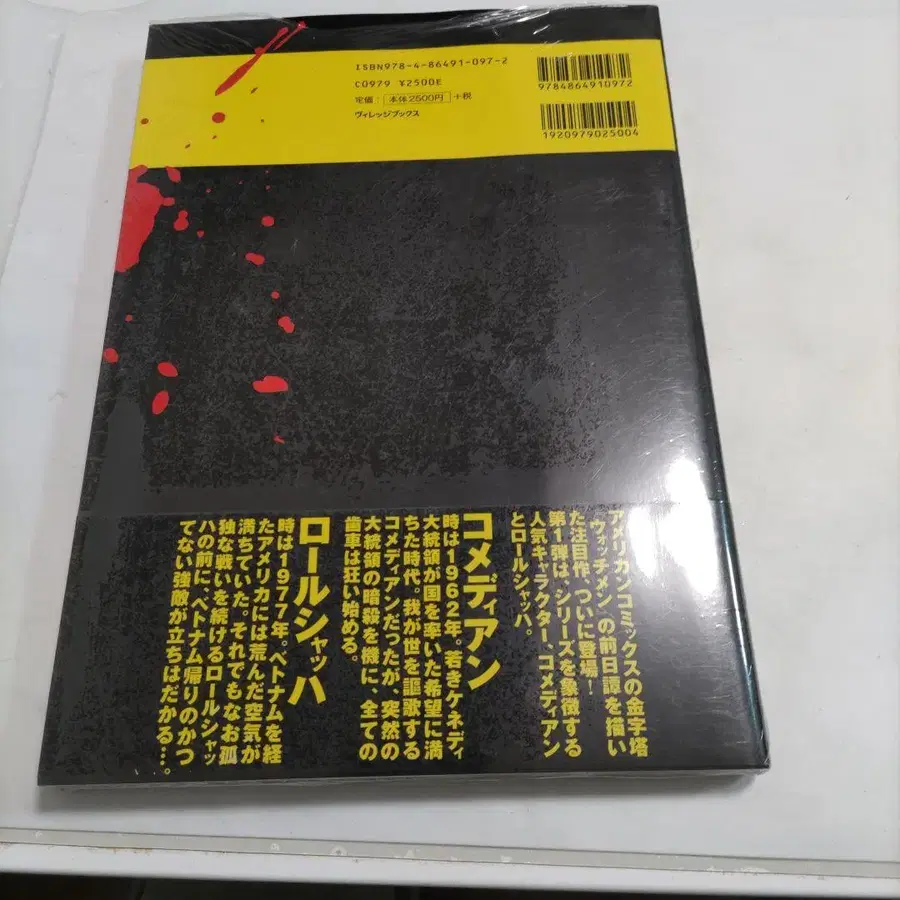 ISBN978-4-86491-097-2
C0979 ¥2500E
定価：本体2500円＋税
ヴィレッジブックス
9784864910972
1920979025004
アメリカンコミックスの金字塔
『ウォッチメン』の前日譚を描い
た注目作、ついに登場！
第1弾は、シリーズを象徴する
人気キャラクター、コメディアン
とロールシャッハ。
コメディアン
時は1962年。若きケネディ
大統領が国を率いた希望に満
ちた時代。我が世を謳歌する
コメディアンだったが、突然の
大統領の暗殺を機に、全ての
歯車は狂い始める。
ロールシャッハ
時は1977年。ベトナムを経
たアメリカには荒んだ空気が
満ちていた。それでもなお孤
独な戦いを続けるロールシャッ
ハの前に、ベトナム帰りのかつ
てない強敵が立ちはだかる…。